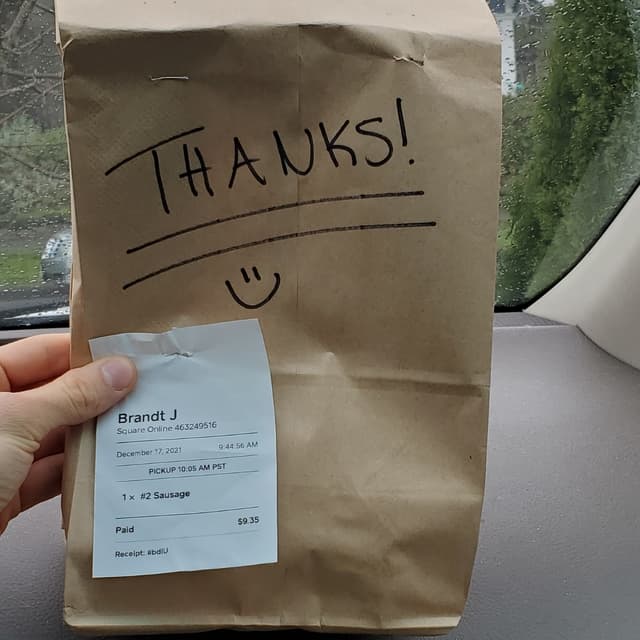 THANKS!
Brandt J
Square Online 463249516
December 17, 2021 9:44:56 AM
PICKUP 10:05 AM PST
1 x #2 Sausage
Paid $9.35
Receipt: #bdlU